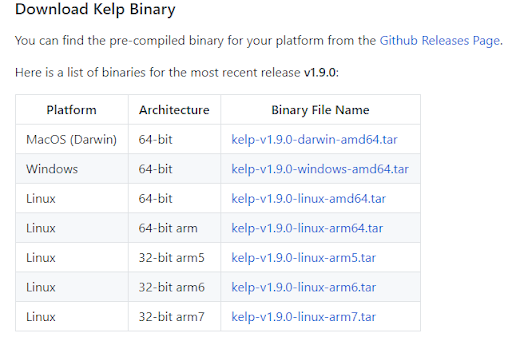 Download Kelp Binary
You can find the pre-compiled binary for your platform from the Github Releases Page.
Here is a list of binaries for the most recent release v1.9.0:
Platform Architecture Binary File Name
MacOS (Darwin) 64-bit kelp-v1.9.0-darwin-amd64.tar
Windows 64-bit kelp-v1.9.0-windows-amd64.tar
Linux 64-bit kelp-v1.9.0-linux-amd64.tar
Linux 64-bit arm kelp-v1.9.0-linux-arm64.tar
Linux 32-bit arm5 kelp-v1.9.0-linux-arm5.tar
Linux 32-bit arm6 kelp-v1.9.0-linux-arm6.tar
Linux 32-bit arm7 kelp-v1.9.0-linux-arm7.tar